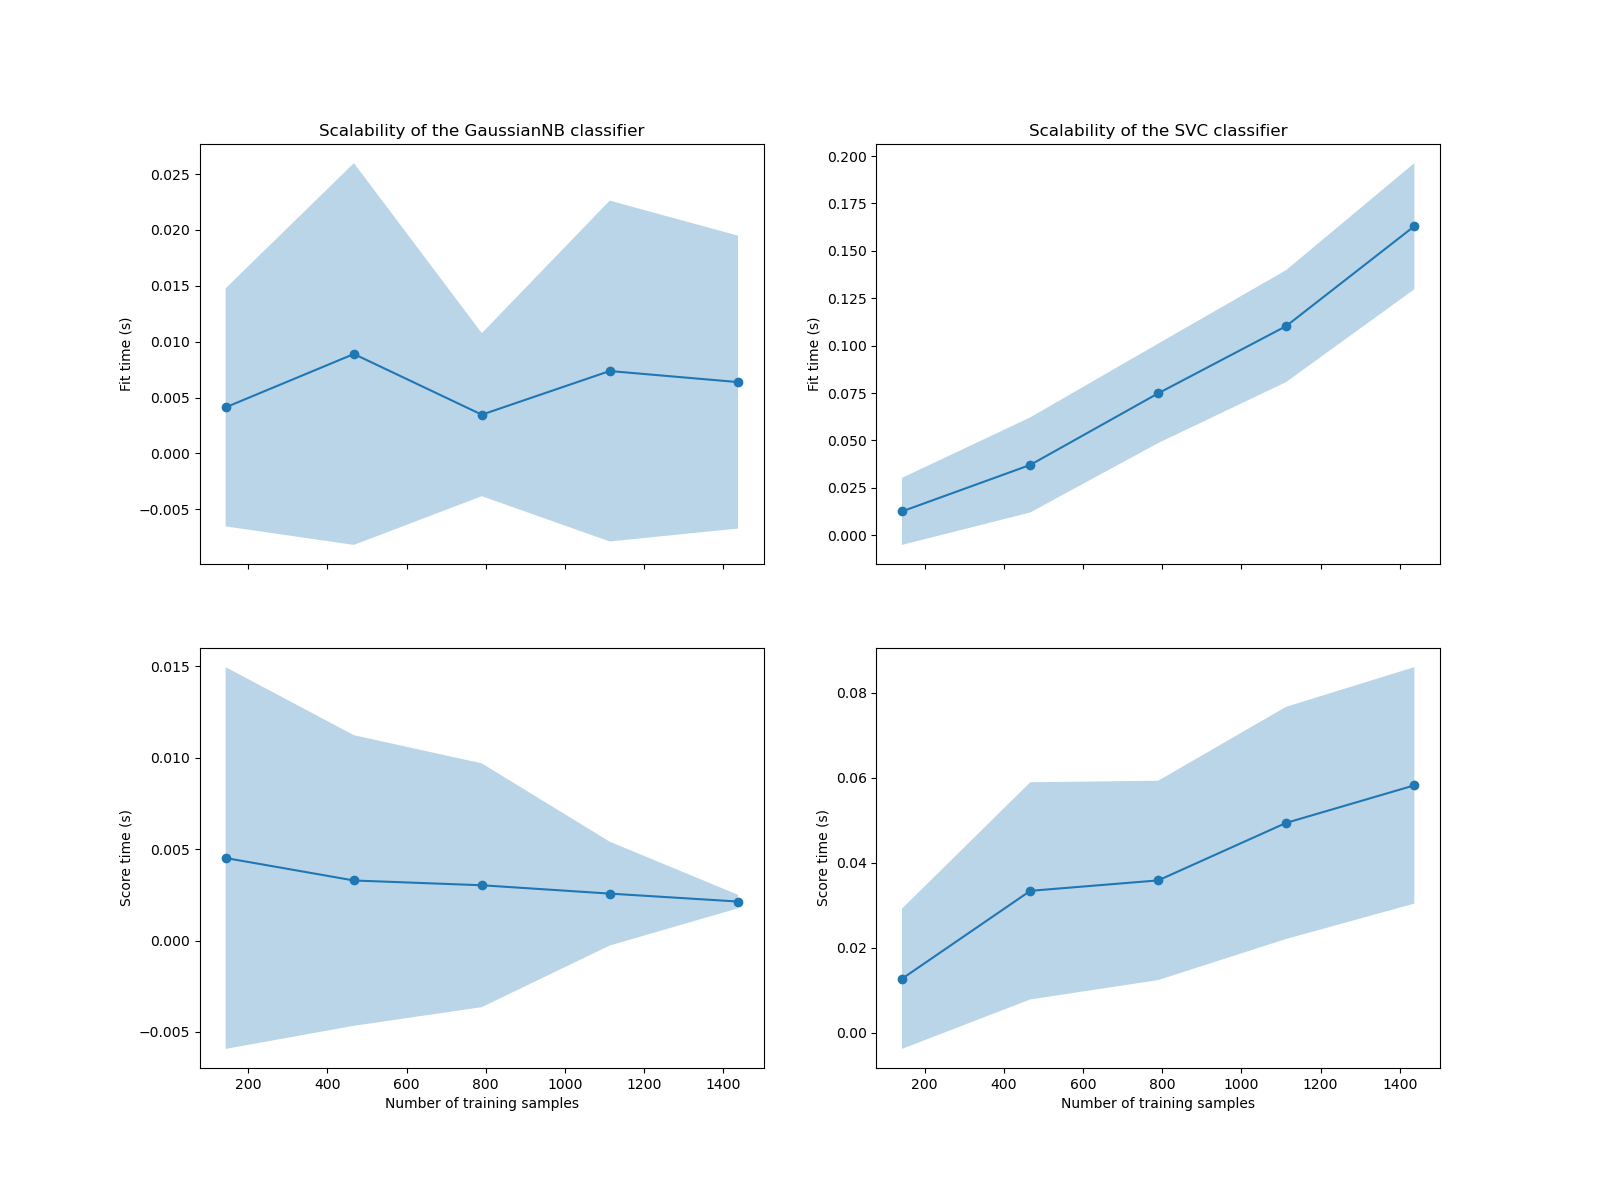 Scalability of the GaussianNB classifier
0.025
0.020
0.015
0.010
0.005
0.000
−0.005
Fit time (s)
Scalability of the SVC classifier
0.200
0.175
0.150
0.125
0.100
0.075
0.050
0.025
0.000
Fit time (s)
0.015
0.010
0.005
0.000
−0.005
Score time (s)
200 400 600 800 1000 1200 1400
Number of training samples
0.08
0.06
0.04
0.02
0.00
Score time (s)
200 400 600 800 1000 1200 1400
Number of training samples